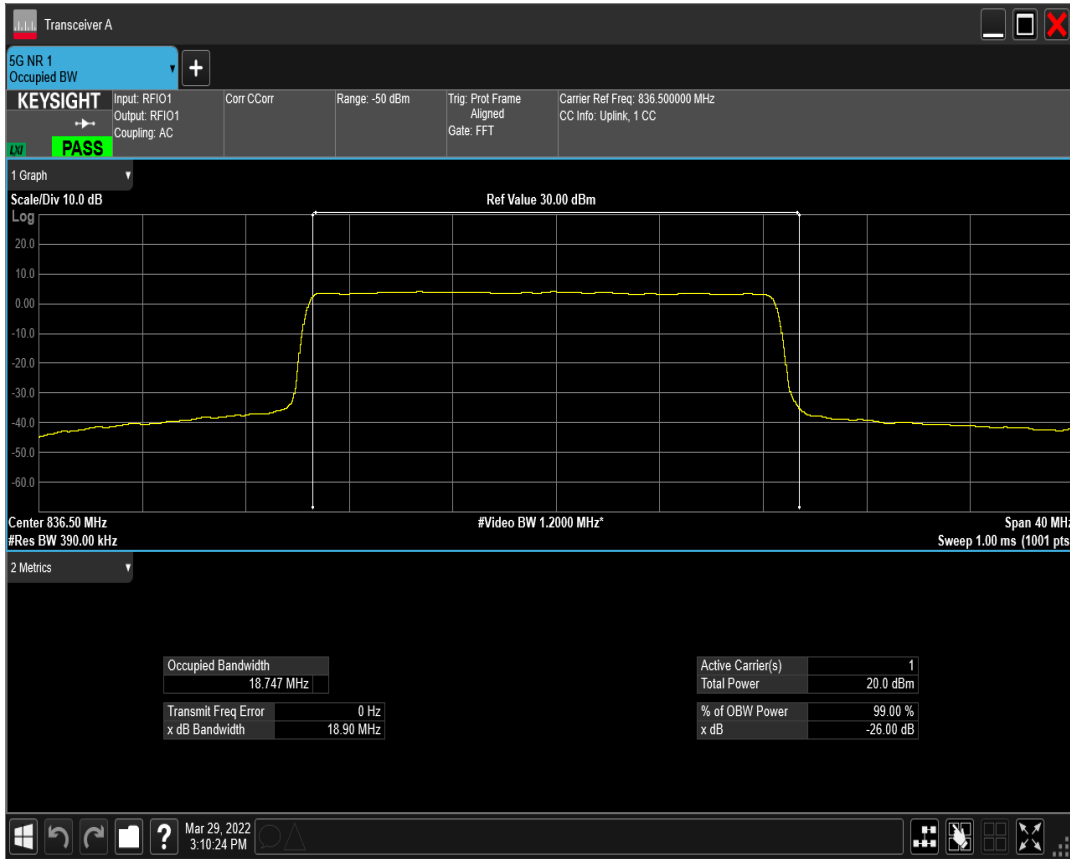 Transceiver A
5G NR 1
Occupied BW
KEYSIGHT
LXI
PASS
Input: RFIO1
Output: RFIO1
Coupling: AC
Corr CCorr
Range: -50 dBm
Trig: Prot Frame
Aligned
Gate: FFT
Carrier Ref Freq: 836.500000 MHz
CC Info: Uplink, 1 CC
1 Graph
Scale/Div 10.0 dB
Ref Value 30.00 dBm
Log
20.0
10.0
0.00
-10.0
-20.0
-30.0
-40.0
-50.0
-60.0
Center 836.50 MHz
#Video BW 1.2000 MHz*
Span 40 MHz
#Res BW 390.00 kHz
Sweep 1.00 ms (1001 pts
2 Metrics
Occupied Bandwidth
18.747 MHz
Transmit Freq Error 0 Hz
x dB Bandwidth 18.90 MHz
Active Carrier(s) 1
Total Power 20.0 dBm
% of OBW Power 99.00 %
x dB -26.00 dB
?
Mar 29, 2022
3:10:24 PM